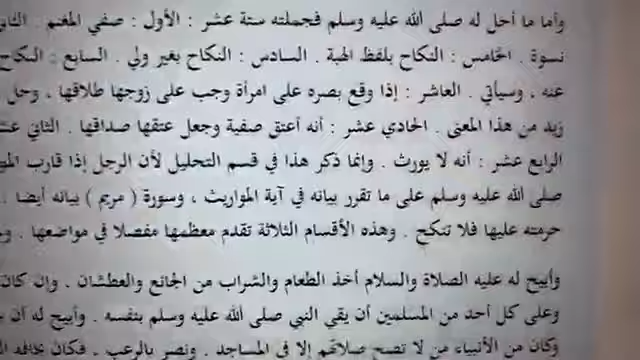 وأما ما أحل له صلى الله عليه وسلم فجملته ستة عشر : الأول : صفي المغنم .
نسوة . الخامس : النكاح بلفظ الهبة . السادس : النكاح بغير ولي . السابع : النكاح
عنه ، وسيأتي . العاشر : إذا وقع بصره على امرأة وجب على زوجها طلاقها ، وحل
زيد من هذا المعنى . الحادي عشر : أنه أعتق صفية وجعل عتقها صداقها . الثاني
الرابع عشر : أنه لا يورث . وإنما ذكر هذا في قسم التحليل لأن الرجل إذا قارب
صلى الله عليه وسلم على ما تقرر بيانه في آية المواريث ، وسورة ( مريم ) بيانه أيضا .
حرمته عليها فلا تنكح . وهذه الأقسام الثلاثة تقدم معظمها مفصلا في مواضعها .
وأبيح له عليه الصلاة والسلام أخذ الطعام والشراب من الجائع والعطشان . وإن كان
وعلى كل أحد من المسلمين أن يقي النبي صلى الله عليه وسلم بنفسه . وأبيح له أن
وكان من الأنبياء من لا تصح صلاتهم إلا في المساجد . ونصر بالرعب ، فكان يخافه